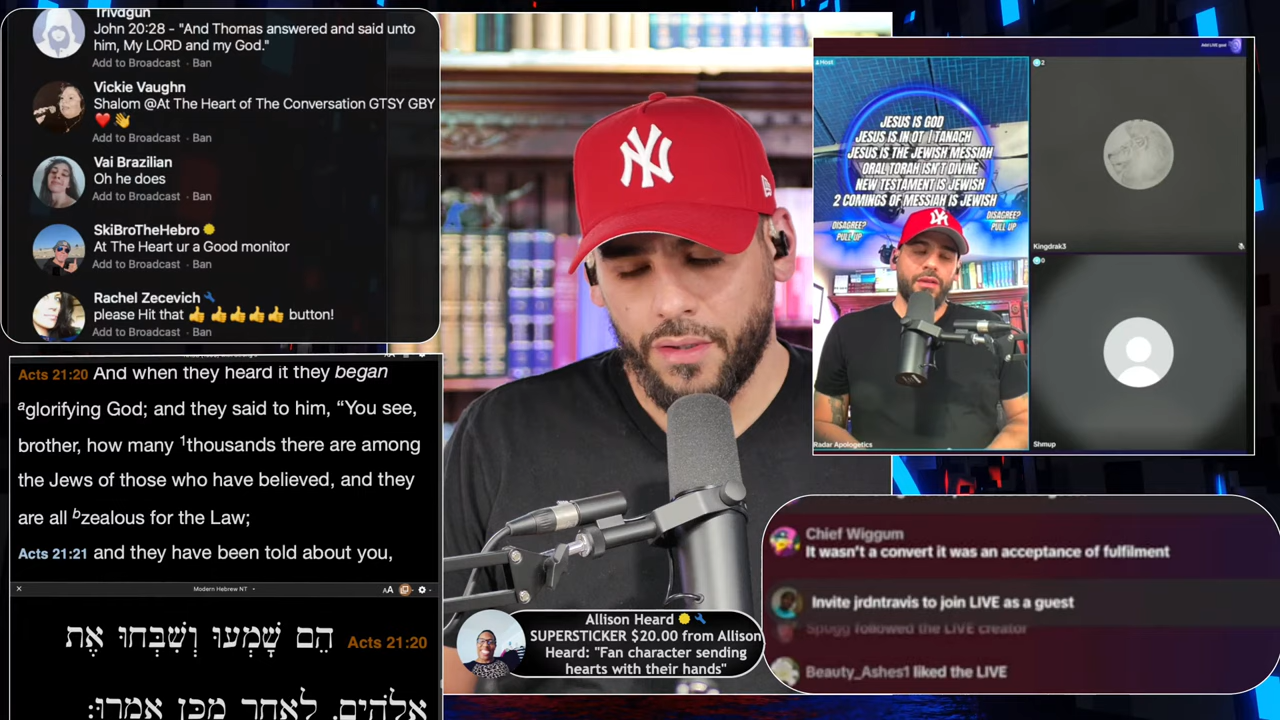 Trivdgun
John 20:28 - "And Thomas answered and said unto
him, My LORD and my God."
Add to Broadcast · Ban
Vickie Vaughn
Shalom @At The Heart of The Conversation GTSY GBY
❤️👋
Add to Broadcast · Ban
Vai Brazilian
Oh he does
Add to Broadcast · Ban
SkiBroTheHebro
At The Heart ur a Good monitor
Add to Broadcast · Ban
Rachel Zecevich
please Hit that 👍 👍👍👍👍 button!
Add to Broadcast · Ban
Acts 21:20 And when they heard it they began
aglorifying God; and they said to him, “You see,
brother, how many 1thousands there are among
the Jews of those who have believed, and they
are all bzealous for the Law;
Acts 21:21 and they have been told about you,
Modern Hebrew NT
AA
Acts 21:20 הֵם שָׁמְעוּ וְשִׁבְּחוּ אֶת
אֱלֹהִים. לְאַחַר מִכֵּן אָמְרוּ:
NY
Allison Heard
SUPERSTICKER $20.00 from Allison
Heard: "Fan character sending
hearts with their hands"
Add LIVE goal
Host
JESUS IS GOD
JESUS IS IN OT | TANACH
JESUS IS THE JEWISH MESSIAH
ORAL TORAH ISN'T DIVINE
NEW TESTAMENT IS JEWISH
2 COMINGS OF MESSIAH IS JEWISH
DISAGREE?
PULL UP
DISAGREE?
PULL UP
NY
Radar Apologetics
2
Kingdrak3
0
Shmup
Chief Wiggum
It wasn't a convert it was an acceptance of fulfilment
Invite jrdntravis to join LIVE as a guest
Spugg followed the LIVE creator
Beauty_Ashes1 liked the LIVE